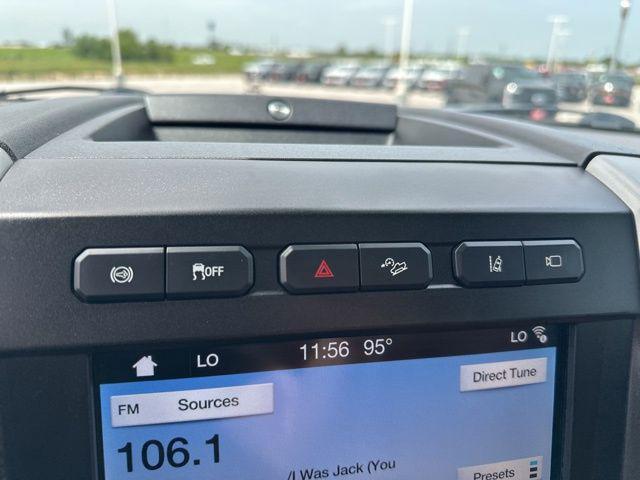 OFF
LO 11:56 95° LO
FM Sources
Direct Tune
106.1
/I Was Jack (You
Presets